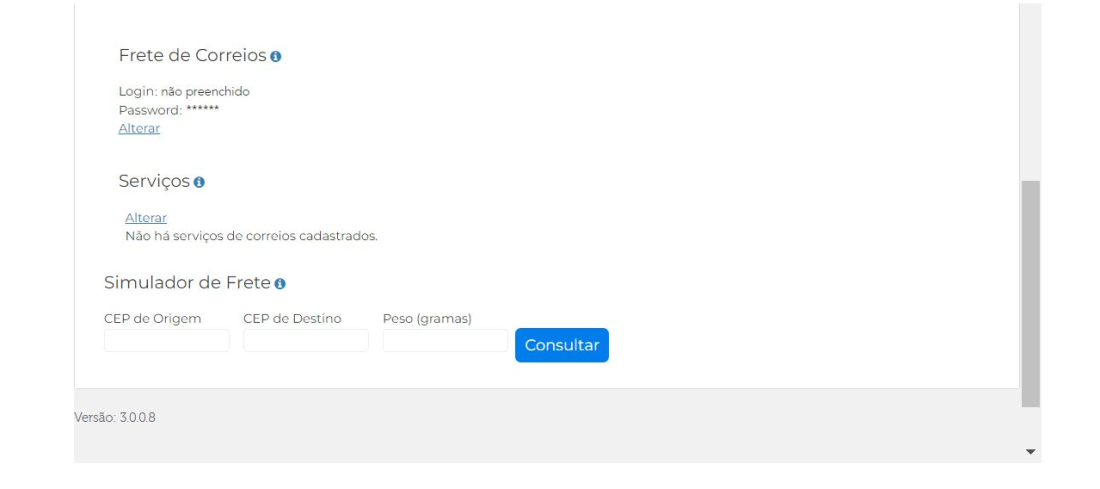 Frete de Correios
Login: não preenchido
Password: ******
Alterar
Serviços
Alterar
Não há serviços de correios cadastrados.
Simulador de Frete
CEP de Origem CEP de Destino Peso (gramas)
Consultar
Versão: 3.0.0.8